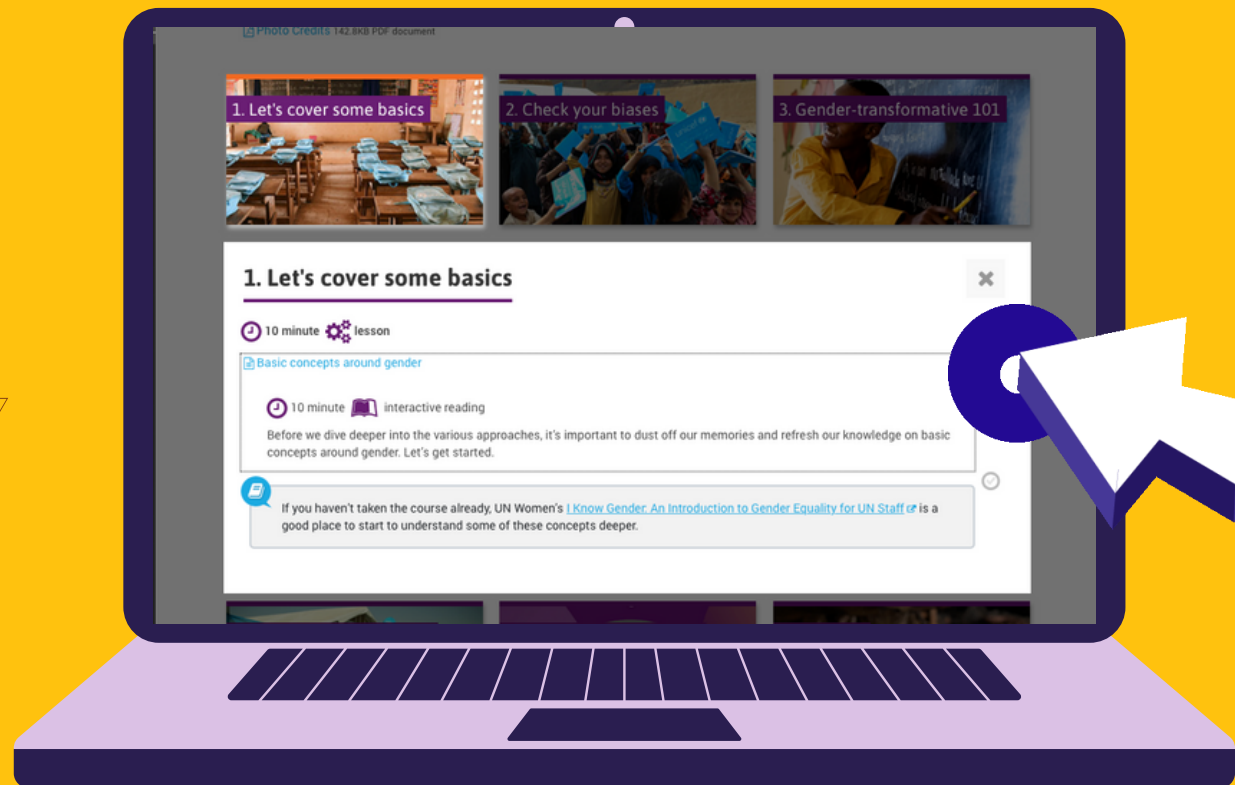 Photo Credits 142.8KB PDF document
1. Let's cover some basics
2. Check your biases
3. Gender-transformative 101
unicef
1. Let's cover some basics
10 minute lesson
Basic concepts around gender
10 minute interactive reading
Before we dive deeper into the various approaches, it's important to dust off our memories and refresh our knowledge on basic
concepts around gender. Let's get started.
If you haven't taken the course already, UN Women's I Know Gender: An Introduction to Gender Equality for UN Staff is a
good place to start to understand some of these concepts deeper.